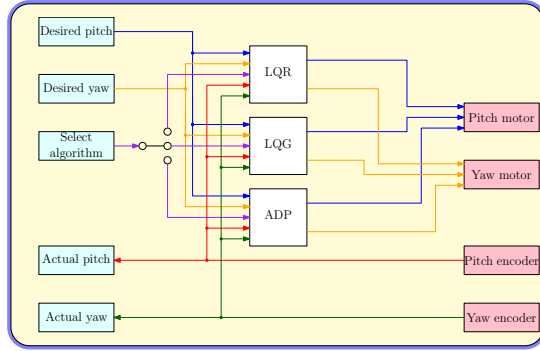 Desired pitch
LQR
Desired yaw
Pitch motor
LQG
Select
algorithm
Yaw motor
ADP
Actual pitch
Pitch encoder
Actual yaw
Yaw encoder